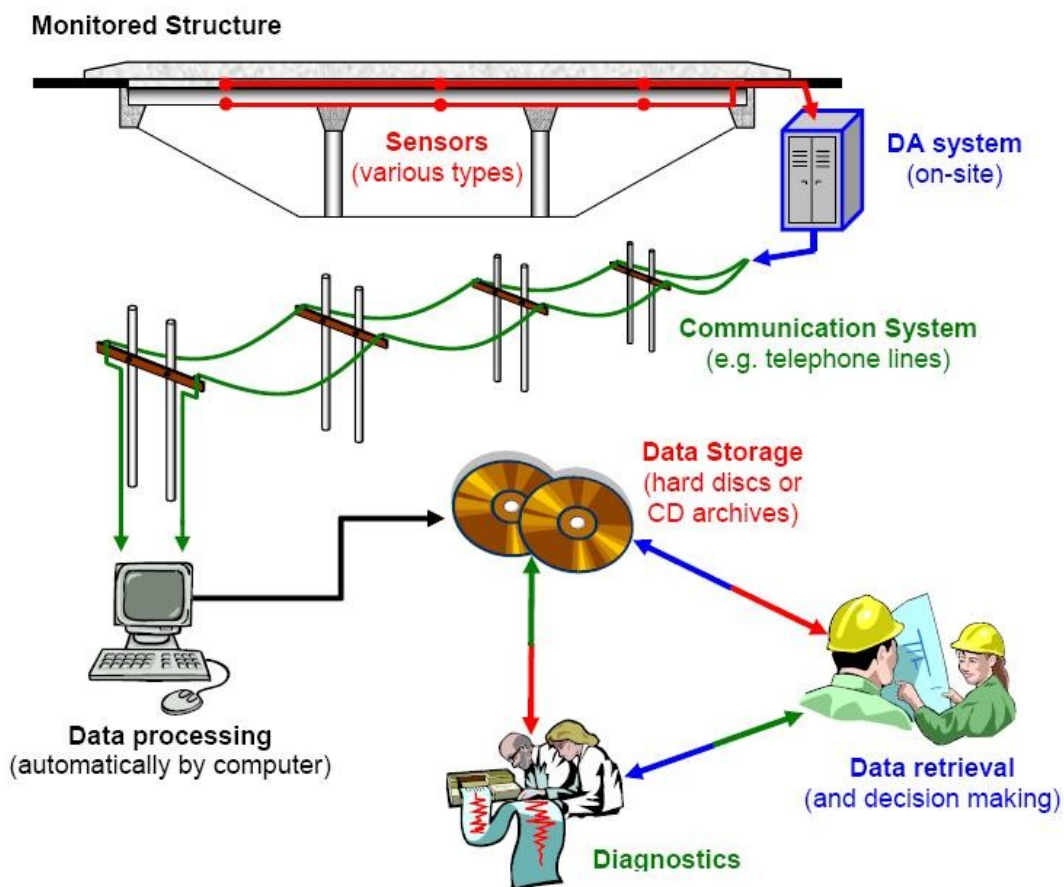 Monitored Structure
Sensors
(various types)
DA system
(on-site)
Communication System
(e.g. telephone lines)
Data Storage
(hard discs or
CD archives)
Data processing
(automatically by computer)
Data retrieval
(and decision making)
Diagnostics